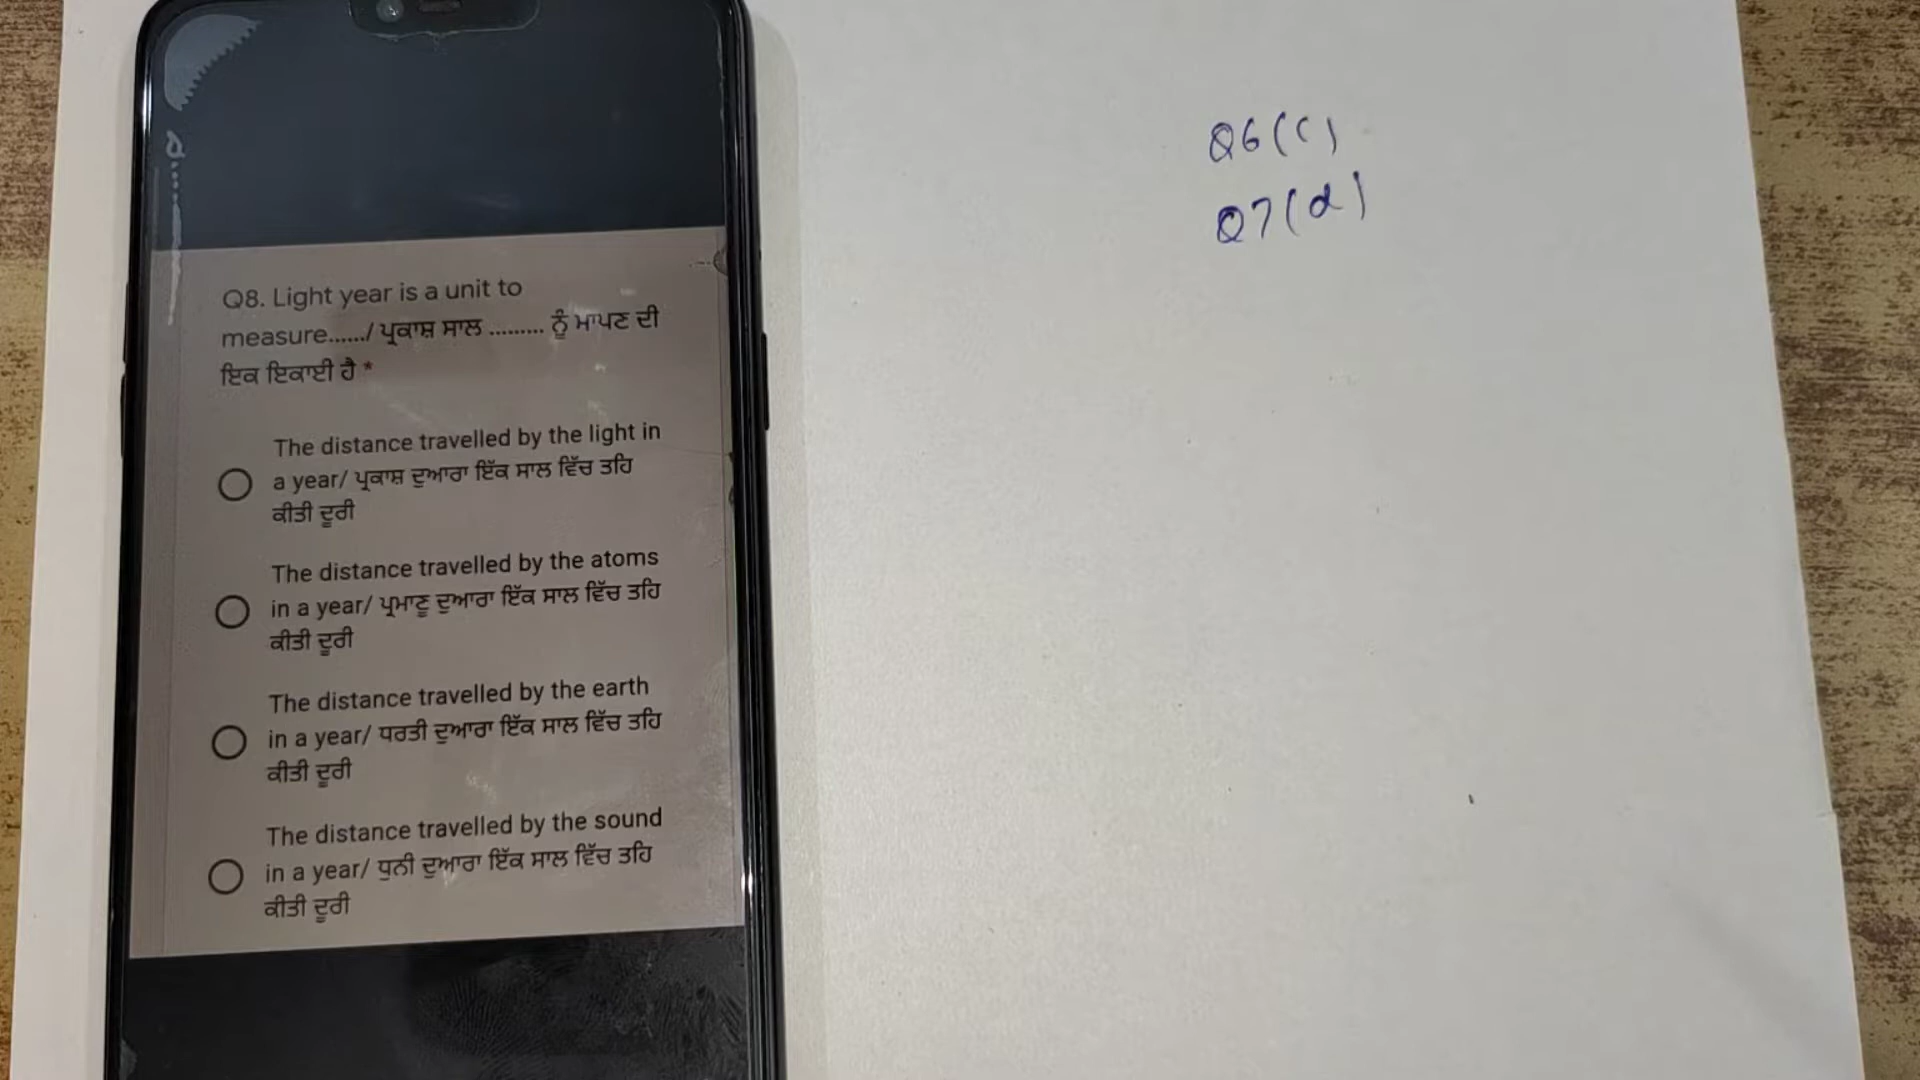 Q8. Light year is a unit to
measure....../ ਪ੍ਰਕਾਸ਼ ਸਾਲ ......... ਨੂੰ ਮਾਪਣ ਦੀ
ਇਕ ਇਕਾਈ ਹੈ *
The distance travelled by the light in
a year/ ਪ੍ਰਕਾਸ਼ ਦੁਆਰਾ ਇੱਕ ਸਾਲ ਵਿੱਚ ਤਹਿ
ਕੀਤੀ ਦੂਰੀ
The distance travelled by the atoms
in a year/ ਪ੍ਰਮਾਣੂ ਦੁਆਰਾ ਇੱਕ ਸਾਲ ਵਿੱਚ ਤਹਿ
ਕੀਤੀ ਦੂਰੀ
The distance travelled by the earth
in a year/ ਧਰਤੀ ਦੁਆਰਾ ਇੱਕ ਸਾਲ ਵਿੱਚ ਤਹਿ
ਕੀਤੀ ਦੂਰੀ
The distance travelled by the sound
in a year/ ਧੁਨੀ ਦੁਆਰਾ ਇੱਕ ਸਾਲ ਵਿੱਚ ਤਹਿ
ਕੀਤੀ ਦੂਰੀ
Q6(c)
Q7(d)